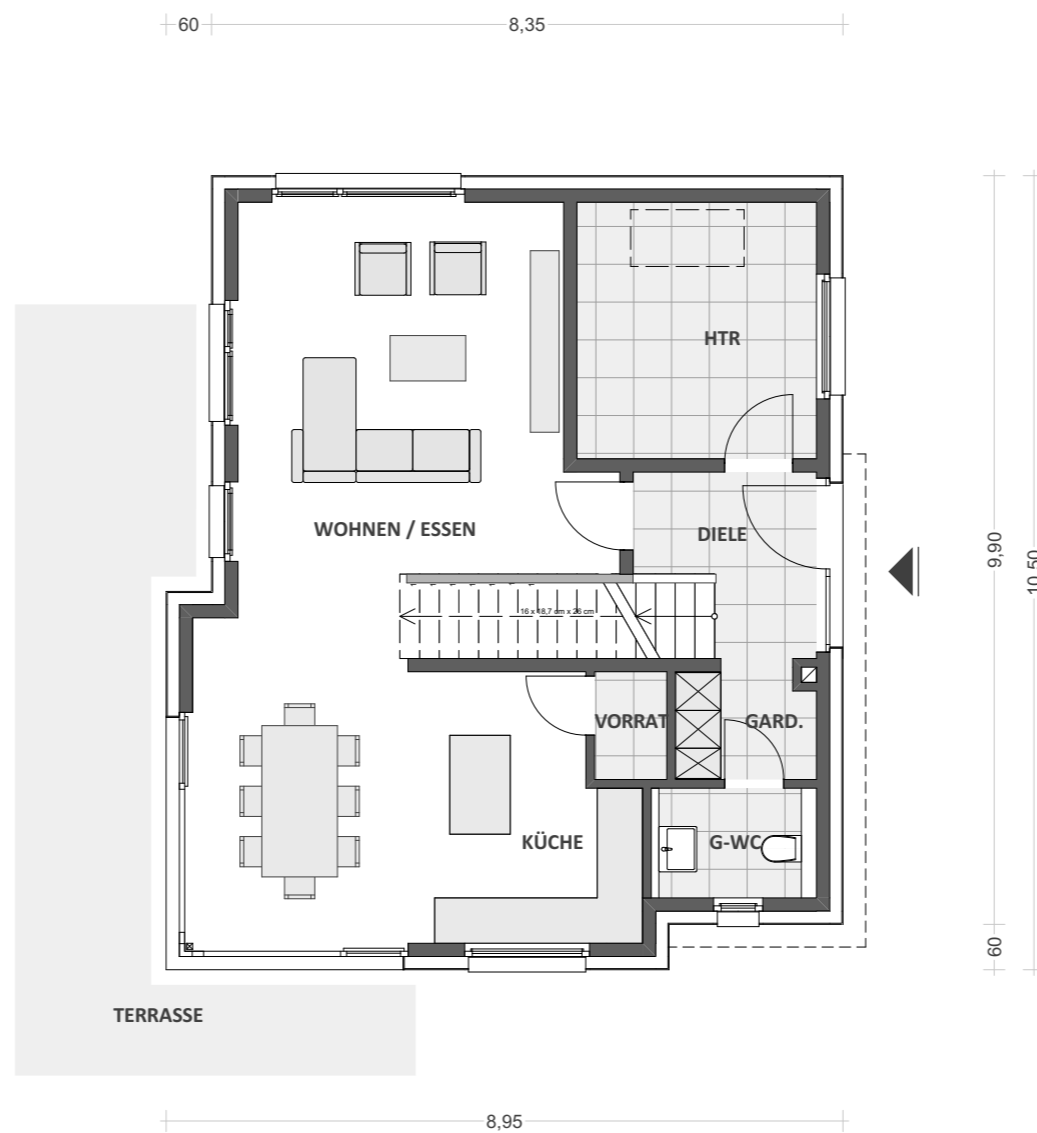 60
8,35
HTR
WOHNEN / ESSEN
DIELE
9,90
10,50
16 x 18,7 cm x 26 cm
VORRAT
GARD.
KÜCHE
G-WC
60
TERRASSE
8,95